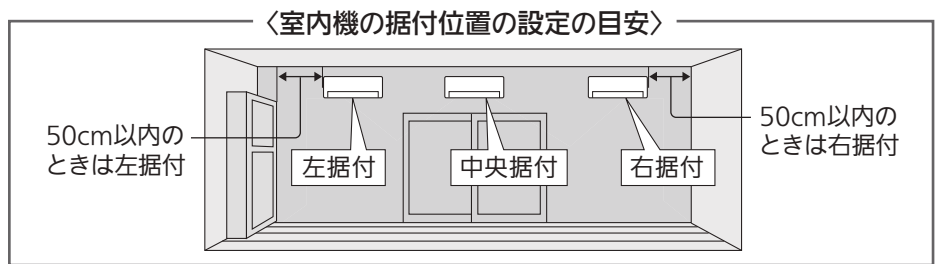 〈室内機の据付位置の設定の目安〉
50cm以内の
ときは左据付
左据付
中央据付
右据付
50cm以内の
ときは右据付